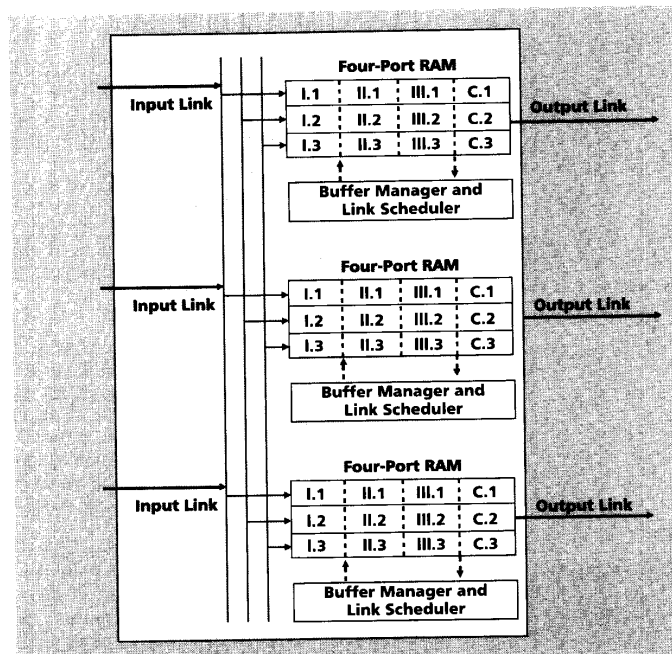 Four-Port RAM
Input Link
I.1 II.1 III.1 C.1
Output Link
I.2 II.2 III.2 C.2
I.3 II.3 III.3 C.3
Buffer Manager and
Link Scheduler
Four-Port RAM
Input Link
I.1 II.1 III.1 C.1
Output Link
I.2 II.2 III.2 C.2
I.3 II.3 III.3 C.3
Buffer Manager and
Link Scheduler
Four-Port RAM
Input Link
I.1 II.1 III.1 C.1
Output Link
I.2 II.2 III.2 C.2
I.3 II.3 III.3 C.3
Buffer Manager and
Link Scheduler